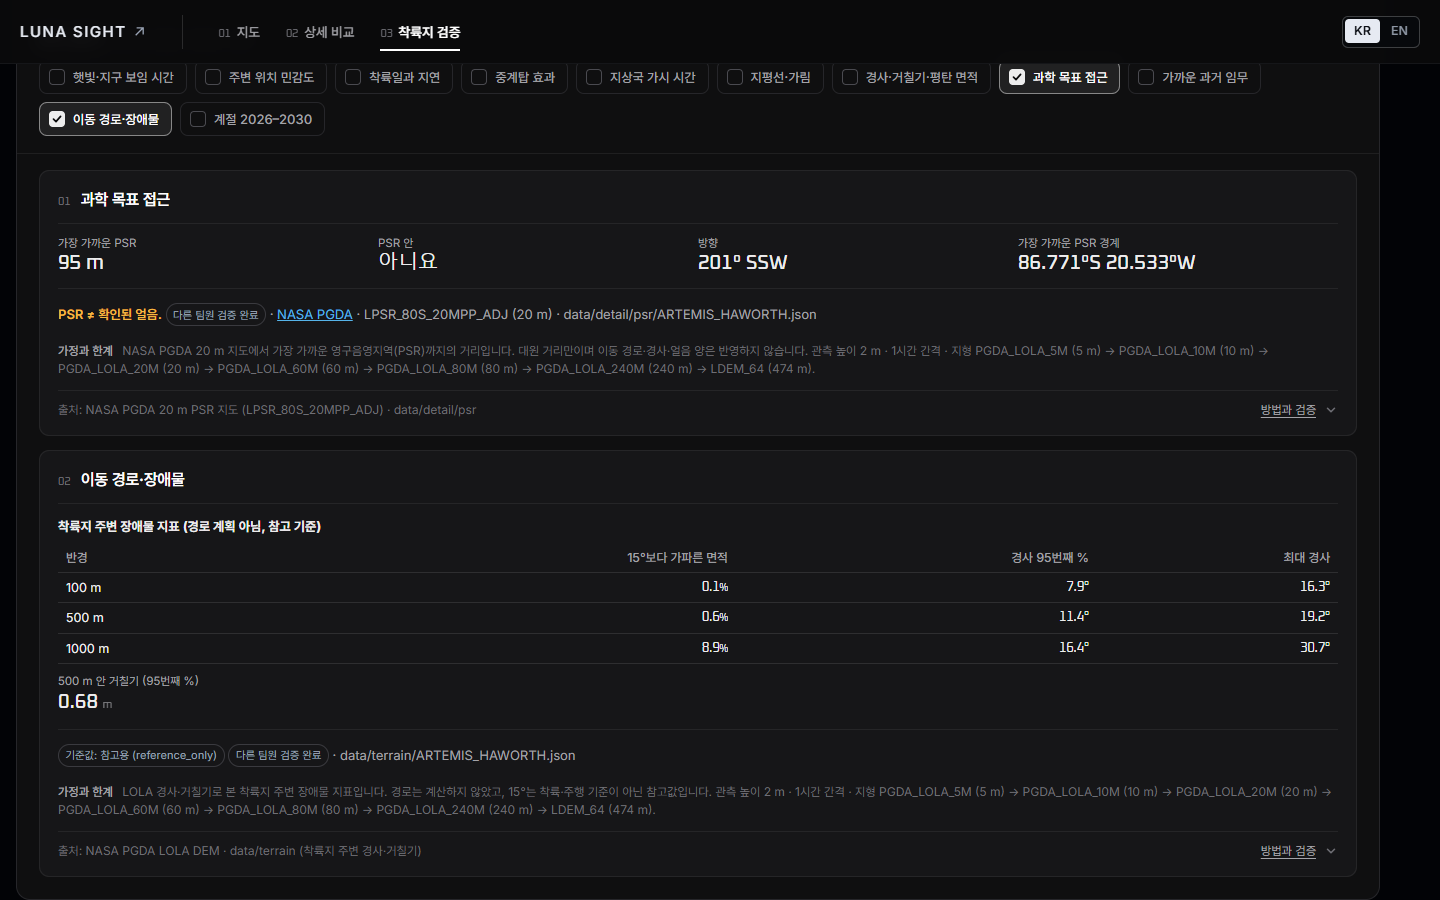 LUNA SIGHT ↗
01 지도
02 상세 비교
03 착륙지 검증
KR EN
햇빛·지구 보임 시간
주변 위치 민감도
착륙일과 지연
중계탑 효과
지상국 가시 시간
지평선·가림
경사·거칠기·평탄 면적
과학 목표 접근
가까운 과거 임무
이동 경로·장애물
계절 2026–2030
01 과학 목표 접근
가장 가까운 PSR
95 m
PSR 안
아니요
방향
201° SSW
가장 가까운 PSR 경계
86.771°S 20.533°W
PSR ≠ 확인된 얼음. 다른 팀원 검증 완료 · NASA PGDA · LPSR_80S_20MPP_ADJ (20 m) · data/detail/psr/ARTEMIS_HAWORTH.json
가정과 한계 NASA PGDA 20 m 지도에서 가장 가까운 영구음영지역(PSR)까지의 거리입니다. 대원 거리만이며 이동 경로·경사·얼음 양은 반영하지 않습니다. 관측 높이 2 m · 1시간 간격 · 지형 PGDA_LOLA_5M (5 m) → PGDA_LOLA_10M (10 m) →
PGDA_LOLA_20M (20 m) → PGDA_LOLA_60M (60 m) → PGDA_LOLA_80M (80 m) → PGDA_LOLA_240M (240 m) → LDEM_64 (474 m).
출처: NASA PGDA 20 m PSR 지도 (LPSR_80S_20MPP_ADJ) · data/detail/psr
방법과 검증
02 이동 경로·장애물
착륙지 주변 장애물 지표 (경로 계획 아님, 참고 기준)
반경 15°보다 가파른 면적 경사 95번째 % 최대 경사
100 m 0.1% 7.9° 16.3°
500 m 0.6% 11.4° 19.2°
1000 m 8.9% 16.4° 30.7°
500 m 안 거칠기 (95번째 %)
0.68 m
기준값: 참고용 (reference_only) 다른 팀원 검증 완료 · data/terrain/ARTEMIS_HAWORTH.json
가정과 한계 LOLA 경사·거칠기로 본 착륙지 주변 장애물 지표입니다. 경로는 계산하지 않았고, 15°는 착륙·주행 기준이 아닌 참고값입니다. 관측 높이 2 m · 1시간 간격 · 지형 PGDA_LOLA_5M (5 m) → PGDA_LOLA_10M (10 m) → PGDA_LOLA_20M (20 m) →
PGDA_LOLA_60M (60 m) → PGDA_LOLA_80M (80 m) → PGDA_LOLA_240M (240 m) → LDEM_64 (474 m).
출처: NASA PGDA LOLA DEM · data/terrain (착륙지 주변 경사·거칠기)
방법과 검증